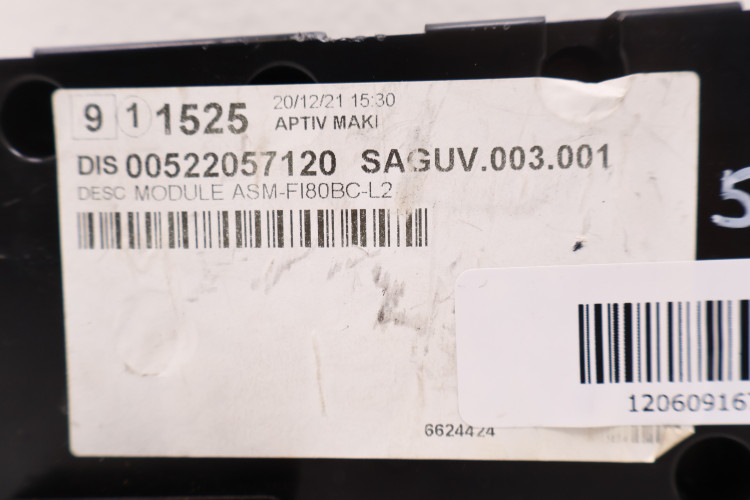 9 1 1525 20/12/21 15:30
APTIV MAKI
DIS 00522057120 SAGUV.003.001
DESC MODULE ASM-FI80BC-L2
5
6624424